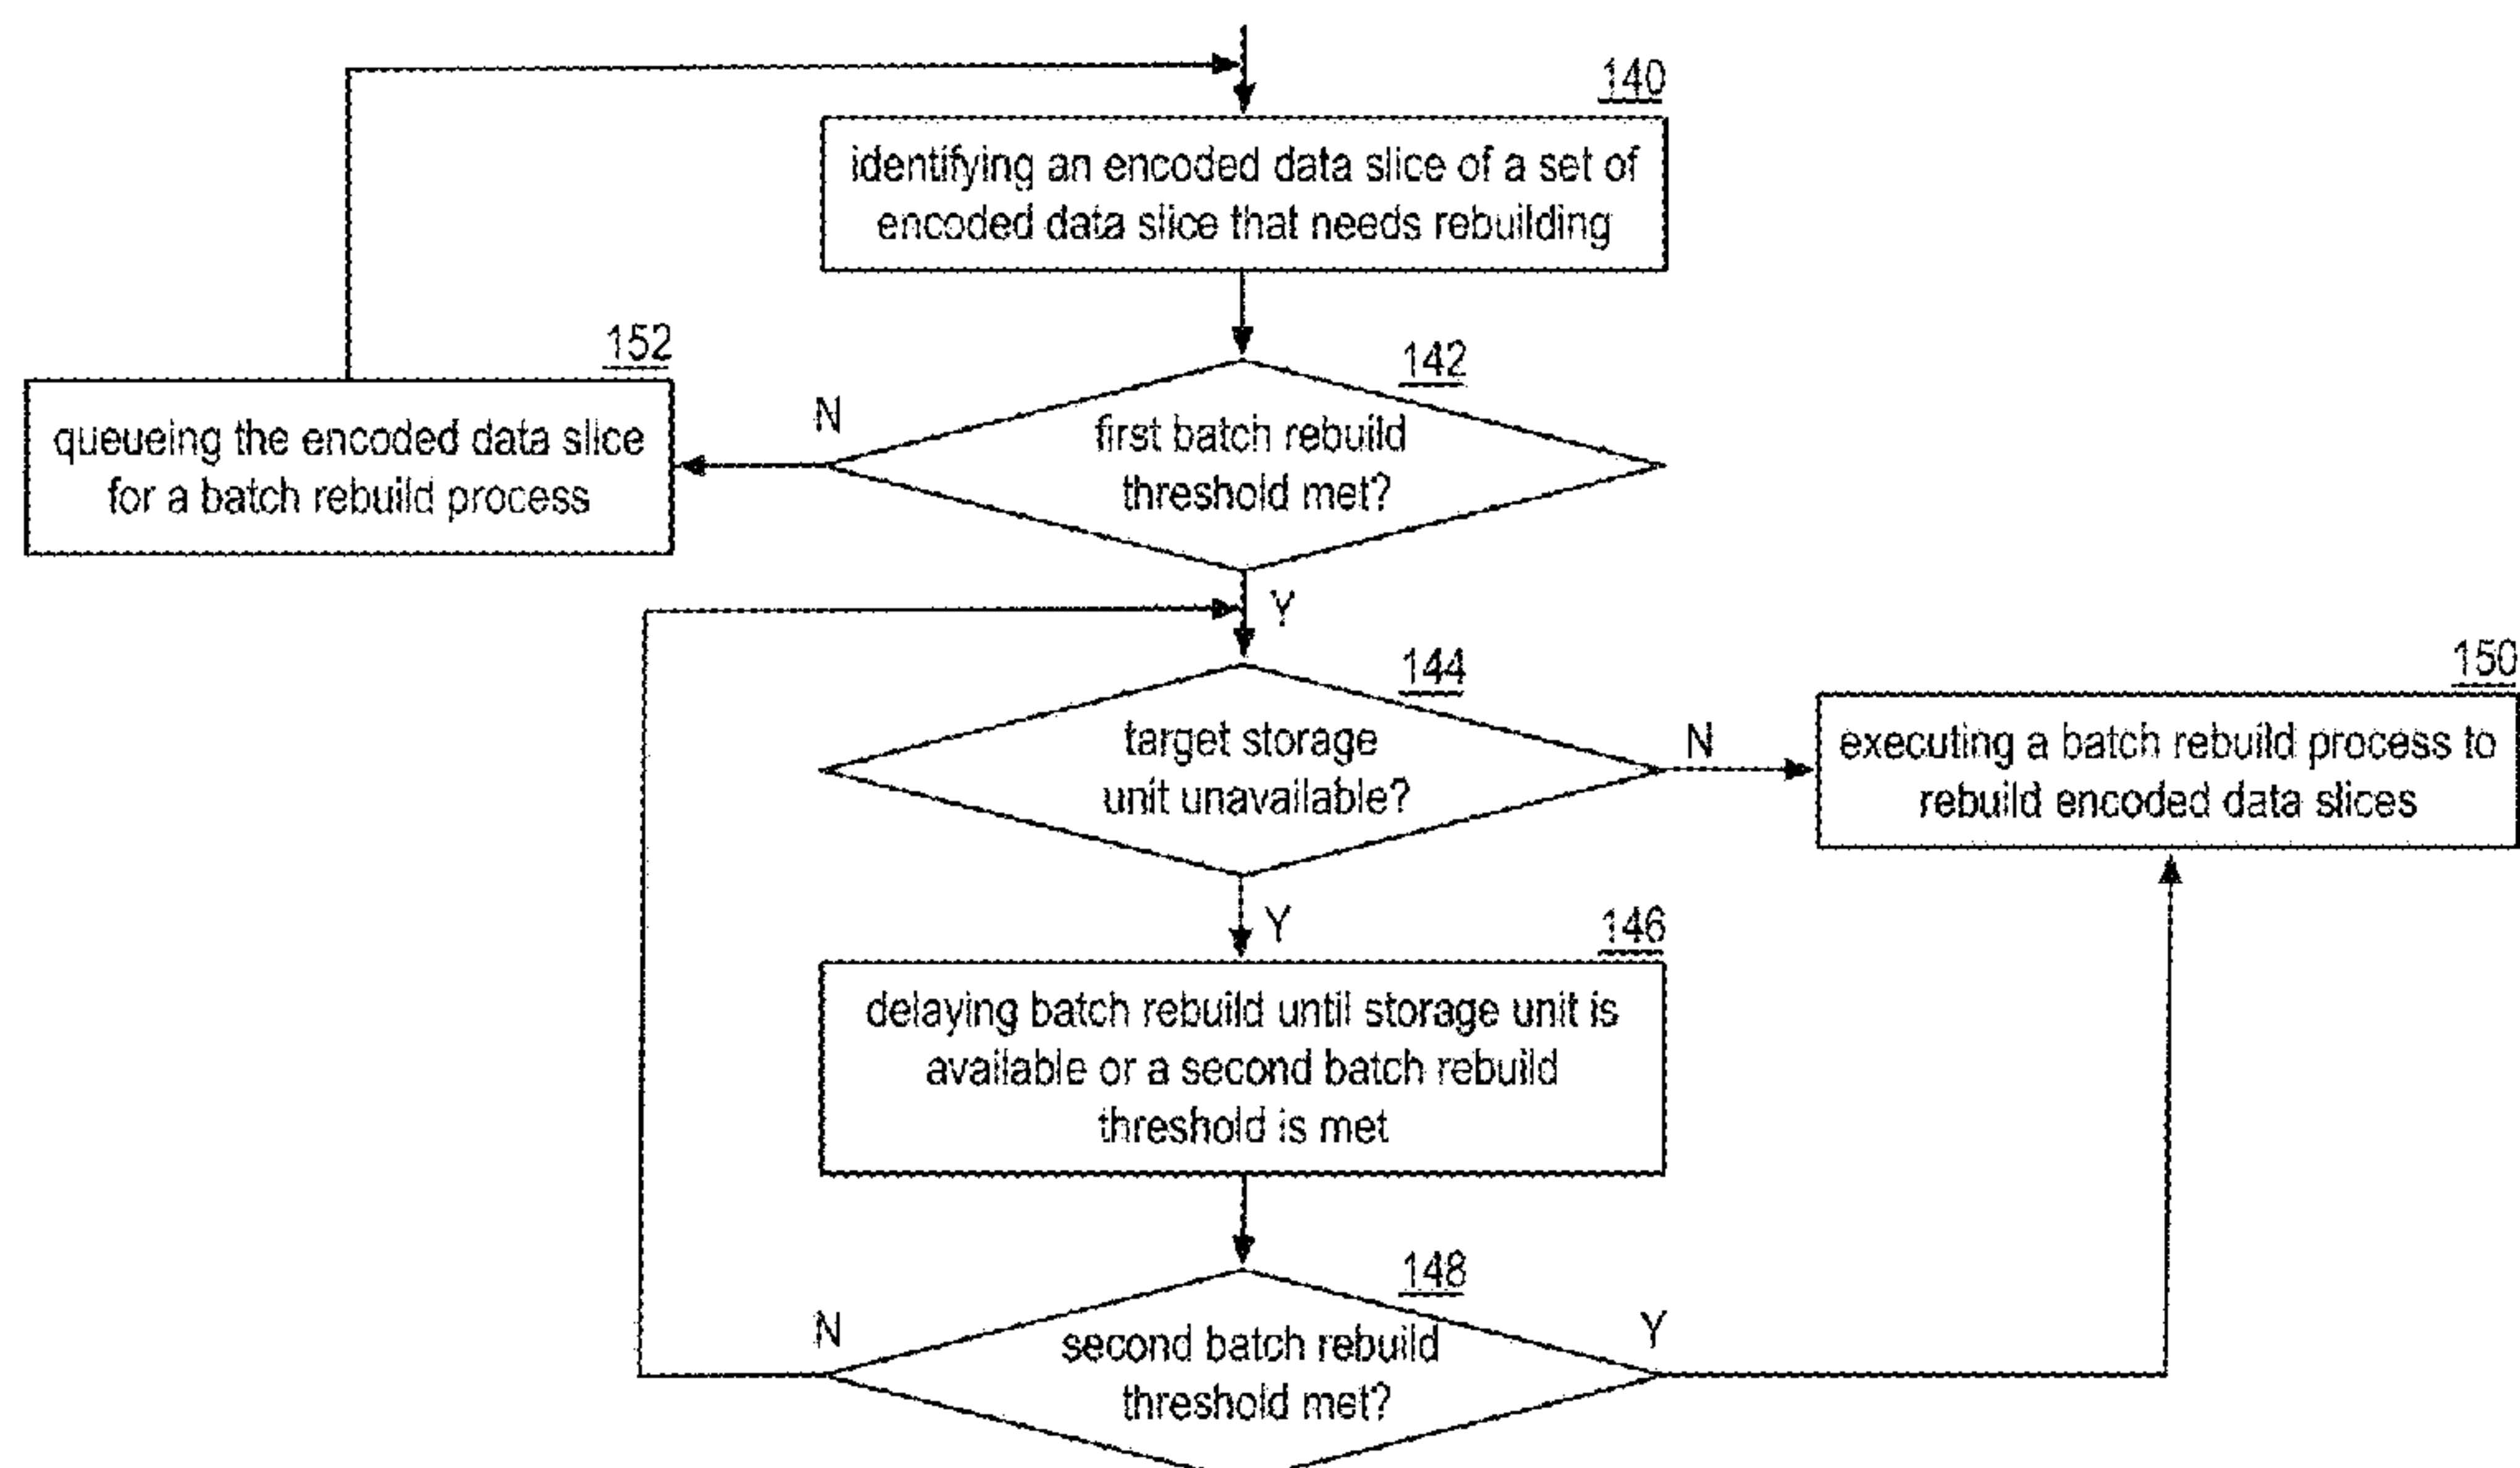 140
identifying an encoded data slice of a set of
encoded data slice that needs rebuilding
152
queueing the encoded data slice
for a batch rebuild process
N
142
first batch rebuild
threshold met?
Y
144
target storage
unit unavailable?
N
150
executing a batch rebuild process to
rebuild encoded data slices
Y
146
delaying batch rebuild until storage unit is
available or a second batch rebuild
threshold is met
148
N
second batch rebuild
threshold met?
Y